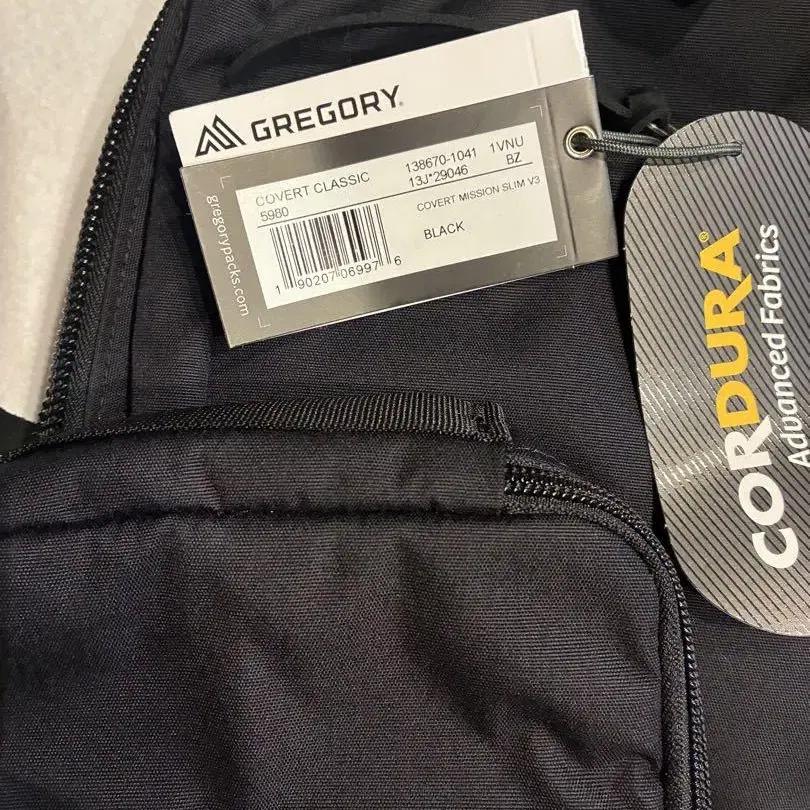 GREGORY®
COVERT CLASSIC 138670-1041 1VNU
5980 13J*29046 BZ
COVERT MISSION SLIM V3
BLACK
1 90207 06997 6
gregorypacks.com
CORDURA®
Advanced Fabrics